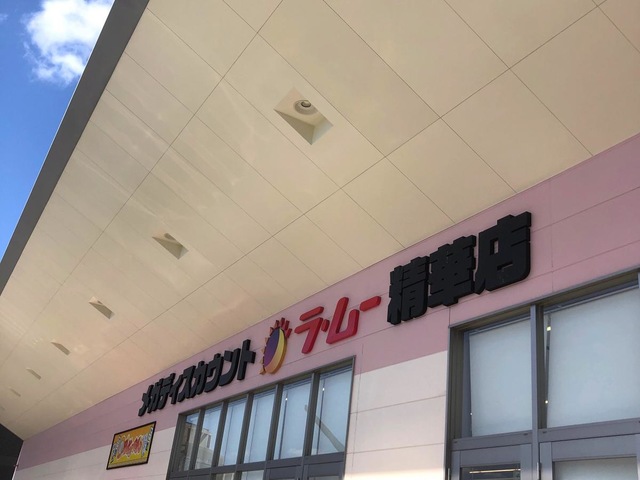 メガディスカウント ラ・ムー 精華店